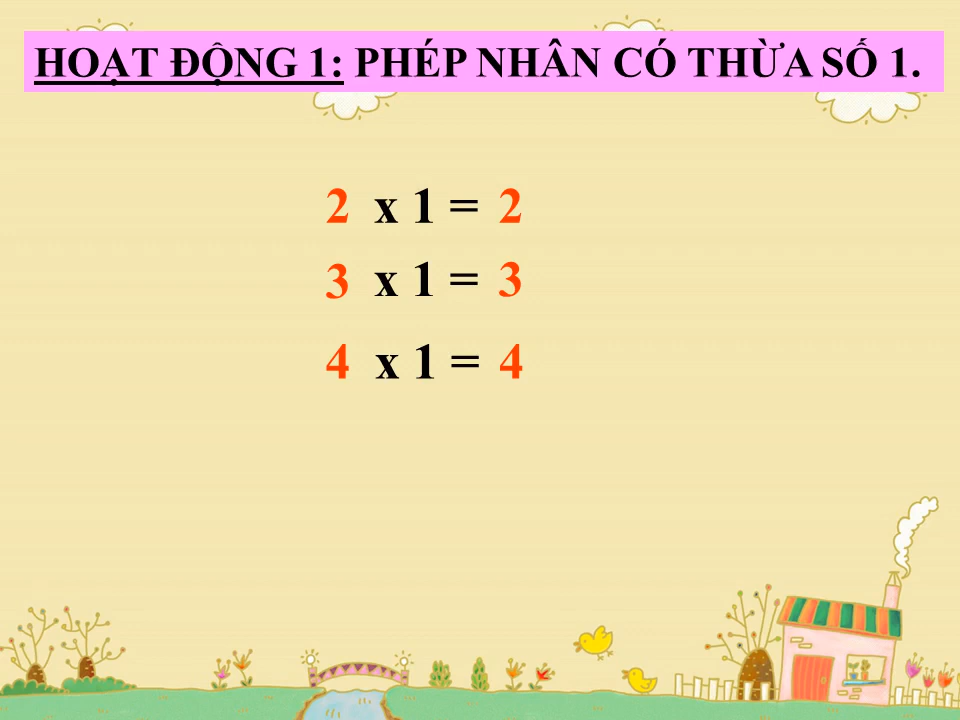 HOẠT ĐỘNG 1: PHÉP NHÂN CÓ THỪA SỐ 1.
2 x 1 = 2
3 x 1 = 3
4 x 1 = 4